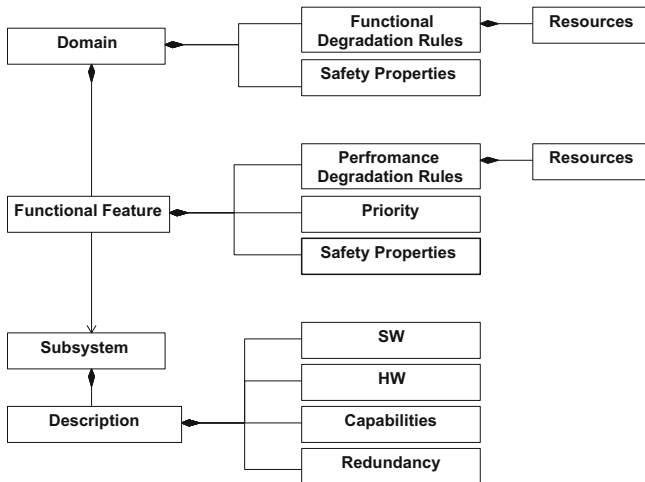 Domain
Functional
Degradation Rules
Resources
Safety Properties
Functional Feature
Perfromance
Degradation Rules
Resources
Priority
Safety Properties
Subsystem
Description
SW
HW
Capabilities
Redundancy